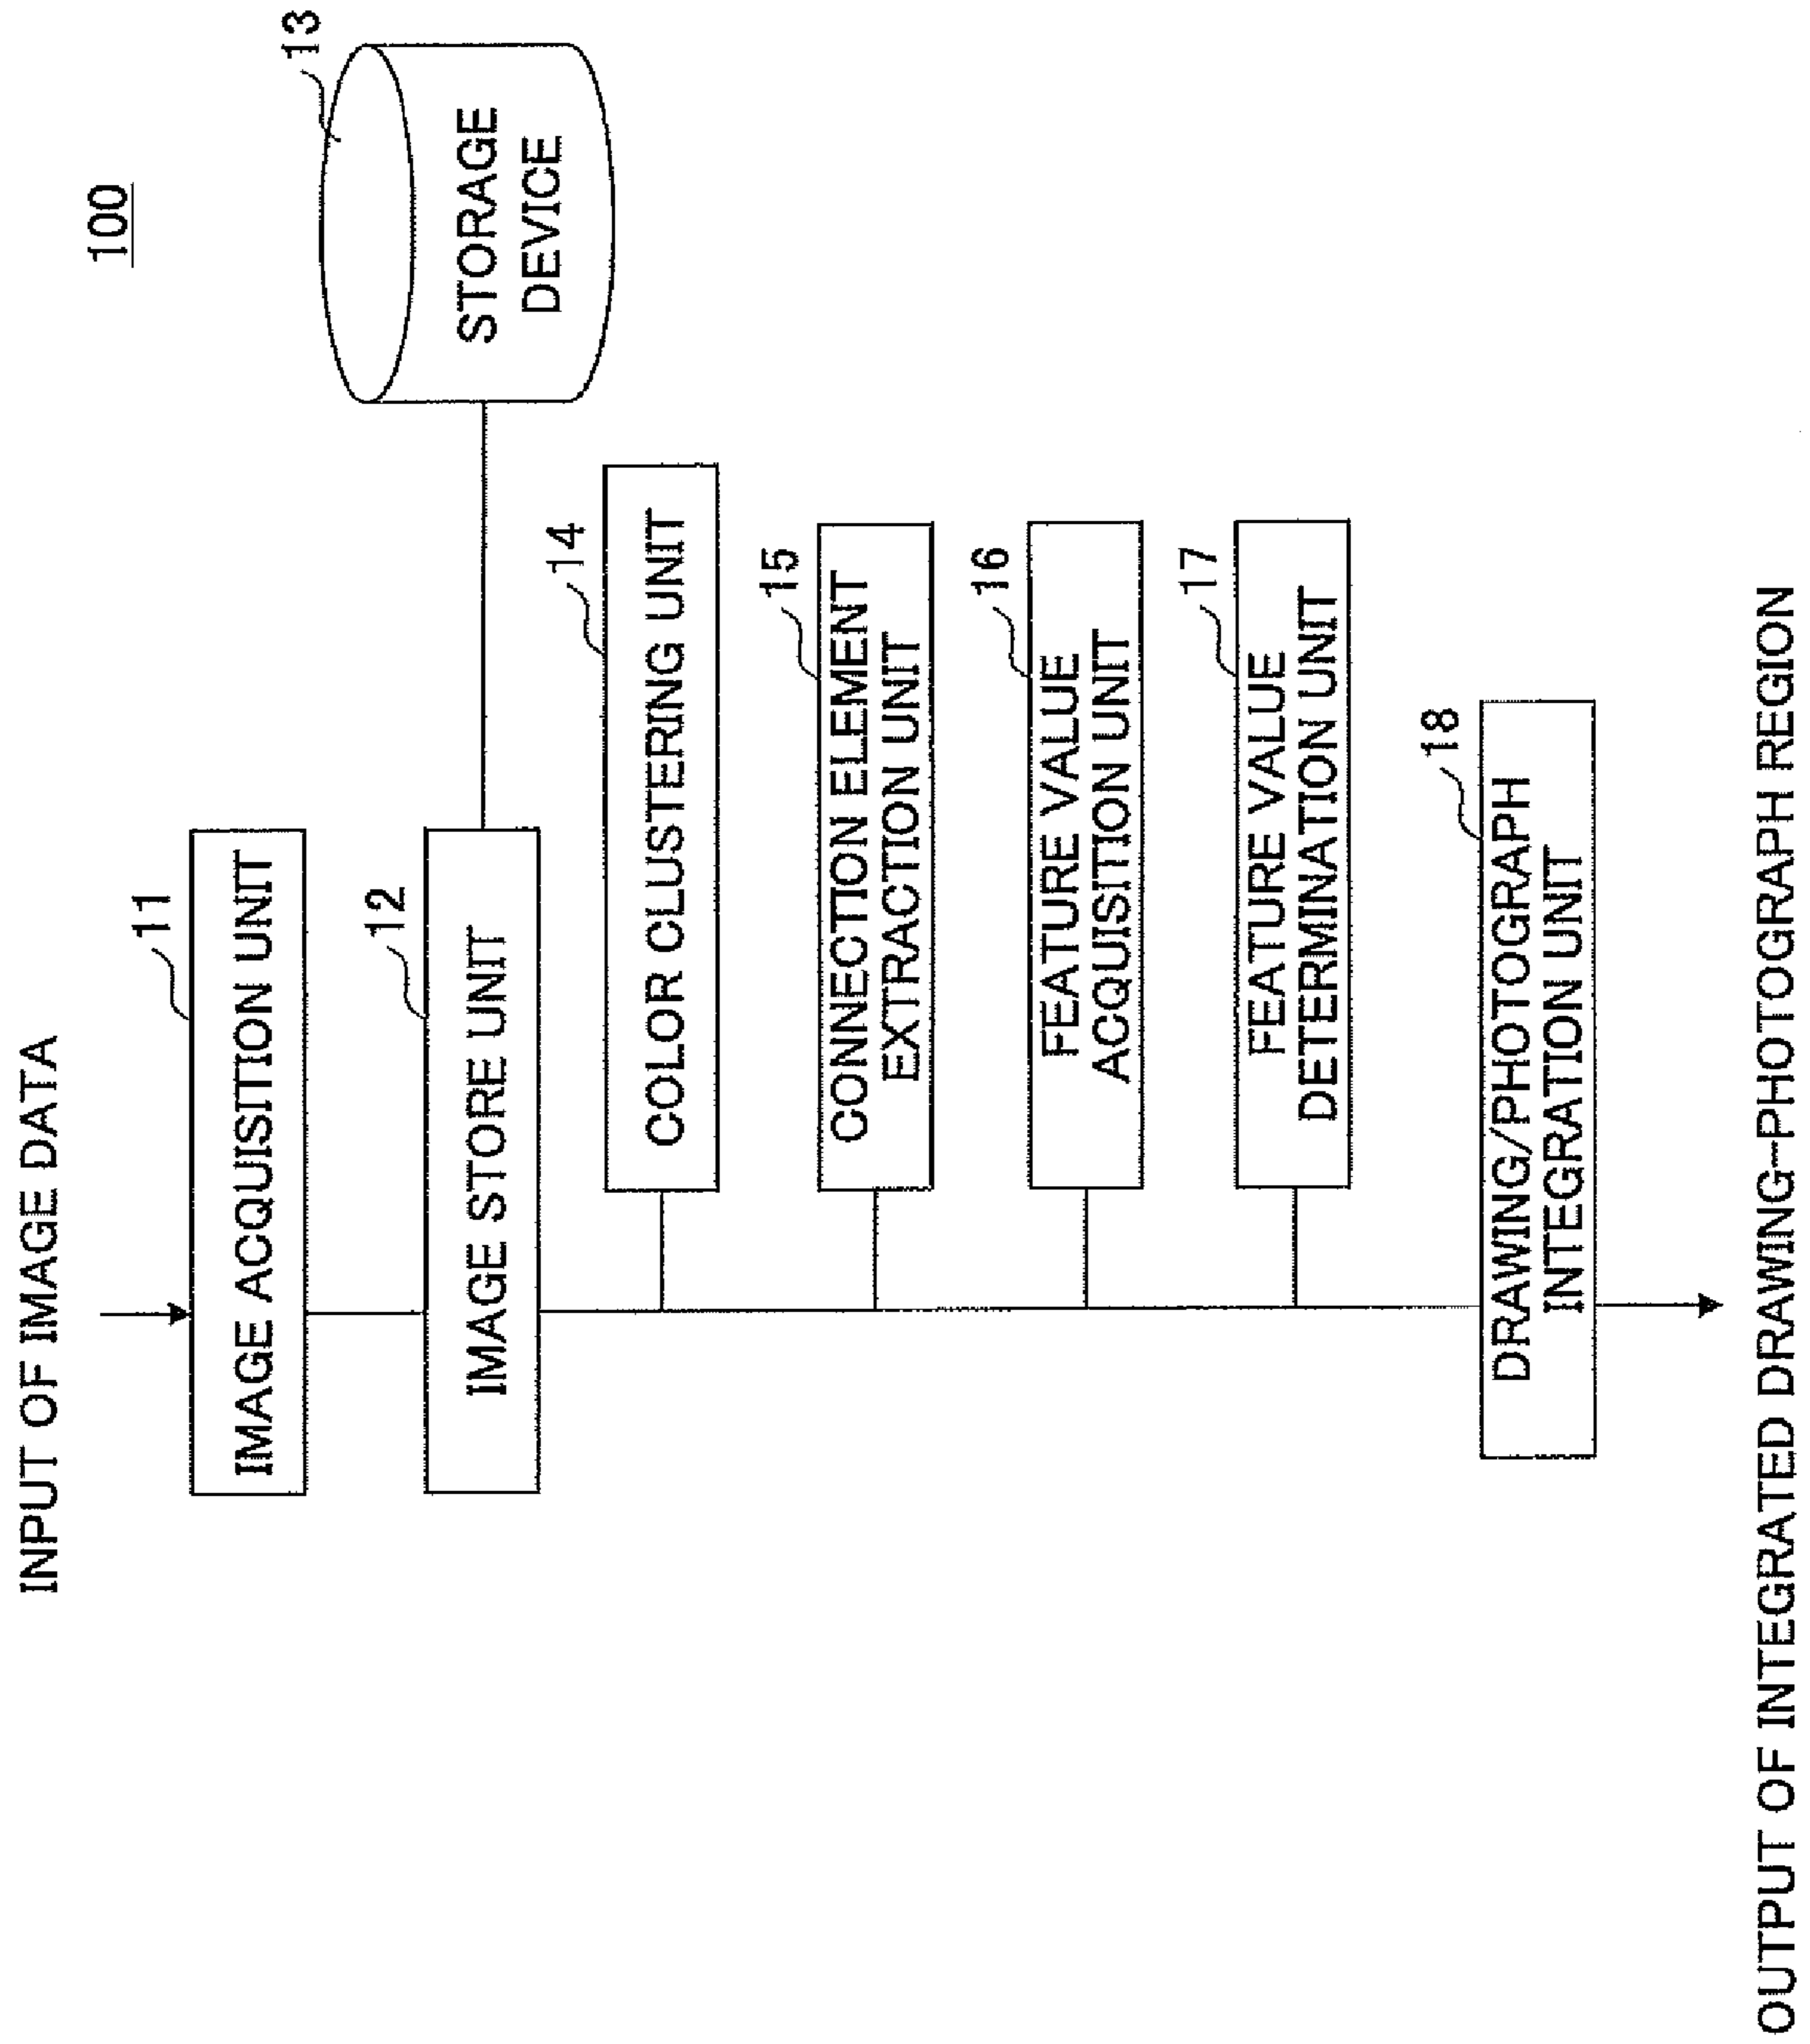 100
INPUT OF IMAGE DATA
11
IMAGE ACQUISITION UNIT
12
IMAGE STORE UNIT
13
STORAGE
DEVICE
14
COLOR CLUSTERING UNIT
15
CONNECTION ELEMENT
EXTRACTION UNIT
16
FEATURE VALUE
ACQUISITION UNIT
17
FEATURE VALUE
DETERMINATION UNIT
18
DRAWING/PHOTOGRAPH
INTEGRATION UNIT
OUTPUT OF INTEGRATED DRAWING-PHOTOGRAPH REGION